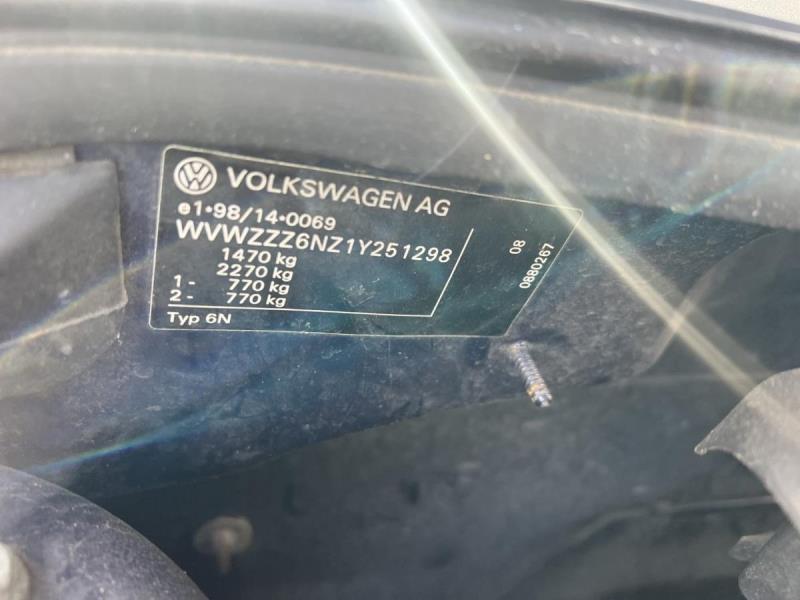 VOLKSWAGEN AG
e1•98/14•0069
WVWZZZ6NZ1Y251298
1470 kg
2270 kg
1- 770 kg
2- 770 kg
Typ 6N
08
0880267